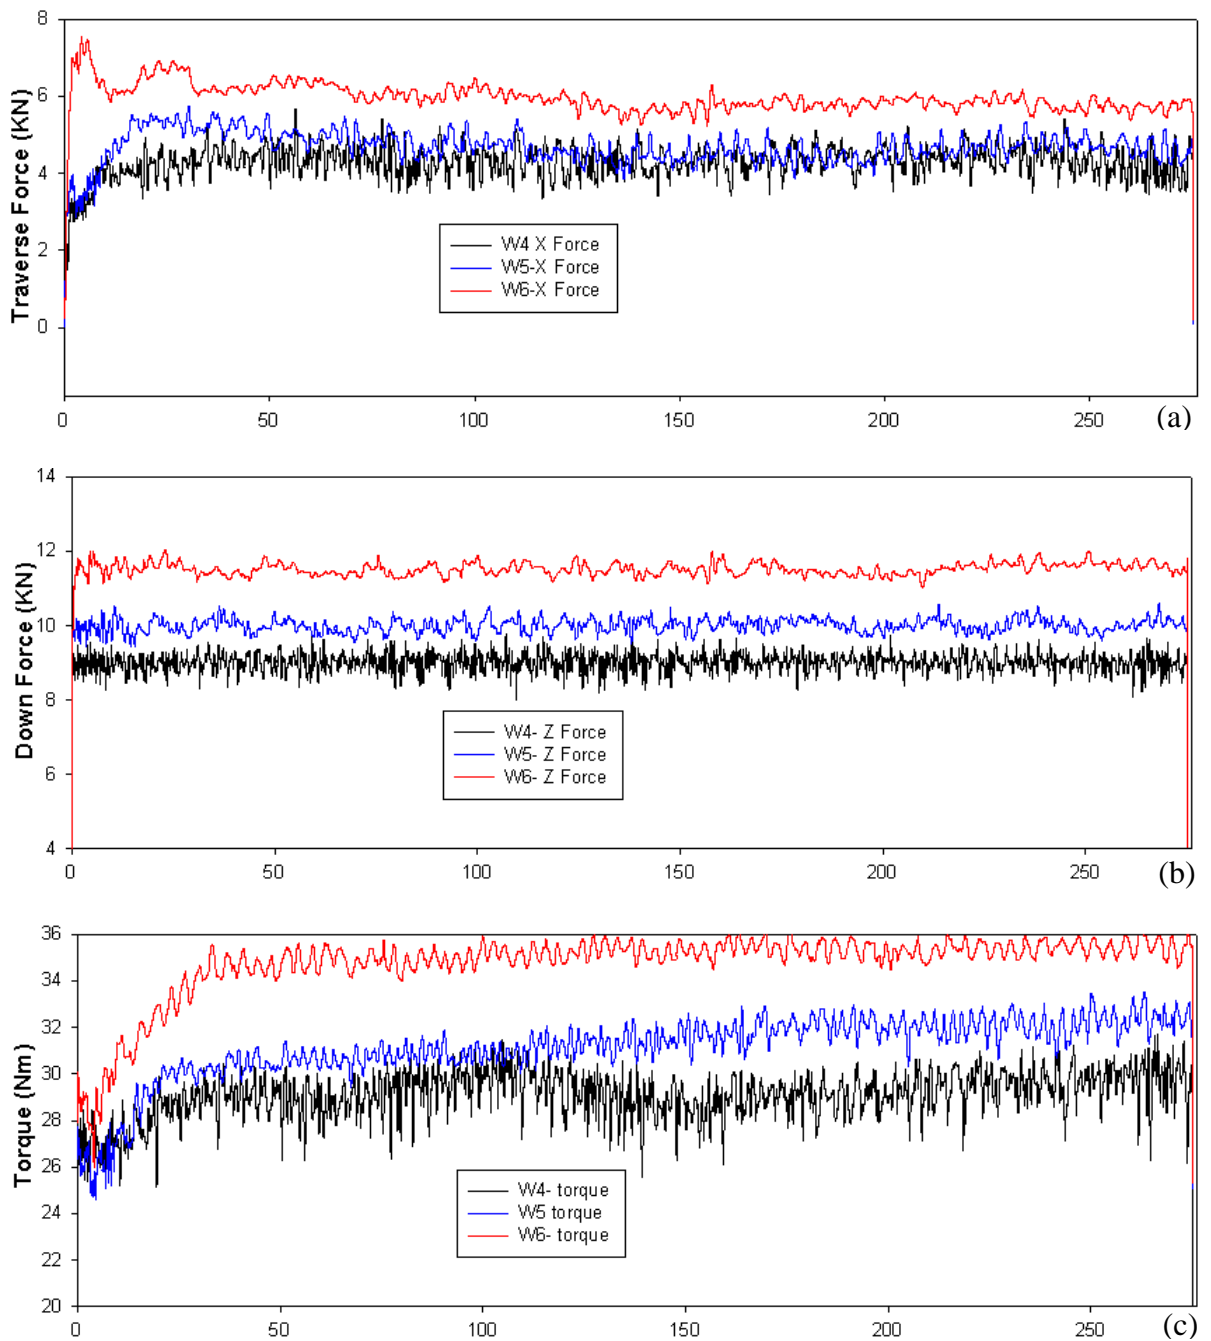 8
6
4
2
0
Traverse Force (KN)
W4 X Force
W5-X Force
W6-X Force
0 50 100 150 200 250
(a)
14
12
10
8
6
4
Down Force (KN)
W4- Z Force
W5- Z Force
W6- Z Force
0 50 100 150 200 250
(b)
36
34
32
30
28
26
24
22
20
Torque (Nm)
W4- torque
W5 torque
W6- torque
0 50 100 150 200 250
(c)